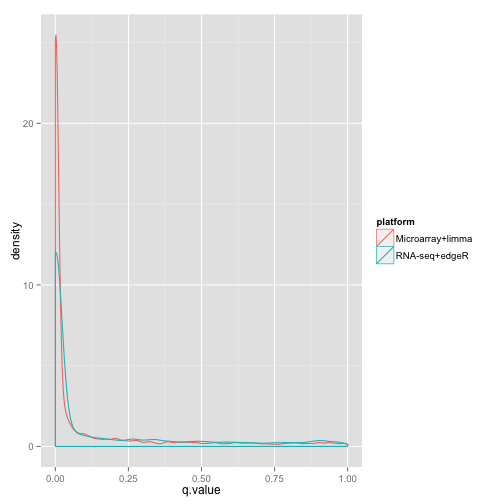 density
20
10
0
0.00 0.25 0.50 0.75 1.00
q.value
platform
Microarray+limma
RNA-seq+edgeR